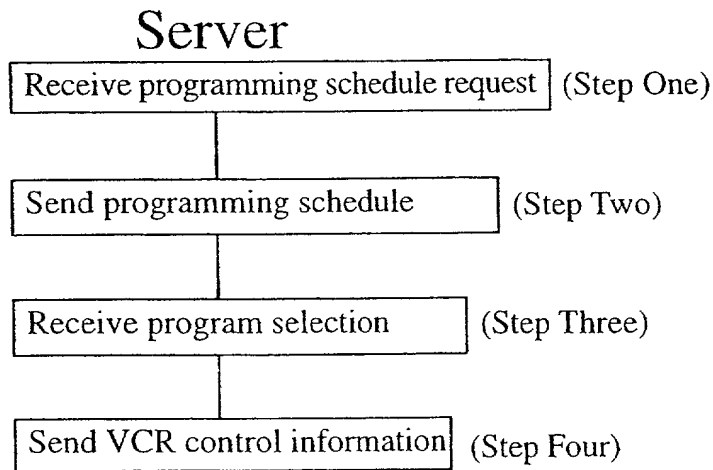 Server
Receive programming schedule request (Step One)
Send programming schedule (Step Two)
Receive program selection (Step Three)
Send VCR control information (Step Four)